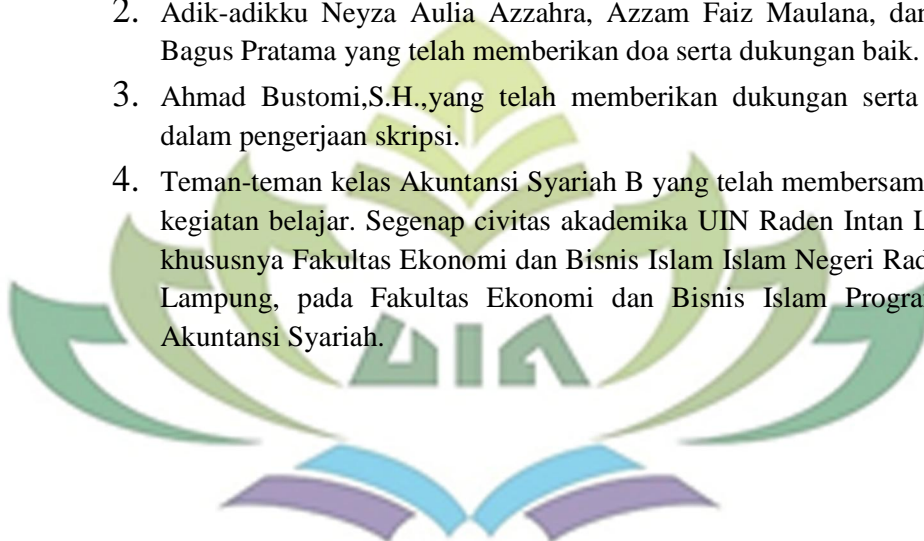 2. Adik-adikku Neyza Aulia Azzahra, Azzam Faiz Maulana, dan
Bagus Pratama yang telah memberikan doa serta dukungan baik.
3. Ahmad Bustomi,S.H.,yang telah memberikan dukungan serta
dalam pengerjaan skripsi.
4. Teman-teman kelas Akuntansi Syariah B yang telah membersam
kegiatan belajar. Segenap civitas akademika UIN Raden Intan L
khususnya Fakultas Ekonomi dan Bisnis Islam Islam Negeri Rad
Lampung, pada Fakultas Ekonomi dan Bisnis Islam Progra
Akuntansi Syariah.
UIN